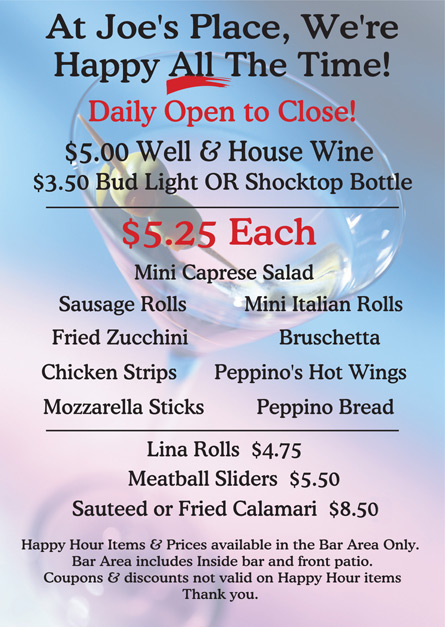 At Joe's Place, We're
Happy All The Time!
Daily Open to Close!
$5.00 Well & House Wine
$3.50 Bud Light OR Shocktop Bottle
$5.25 Each
Mini Caprese Salad
Sausage Rolls Mini Italian Rolls
Fried Zucchini Bruschetta
Chicken Strips Peppino's Hot Wings
Mozzarella Sticks Peppino Bread
Lina Rolls $4.75
Meatball Sliders $5.50
Sauteed or Fried Calamari $8.50
Happy Hour Items & Prices available in the Bar Area Only.
Bar Area includes Inside bar and front patio.
Coupons & discounts not valid on Happy Hour items
Thank you.